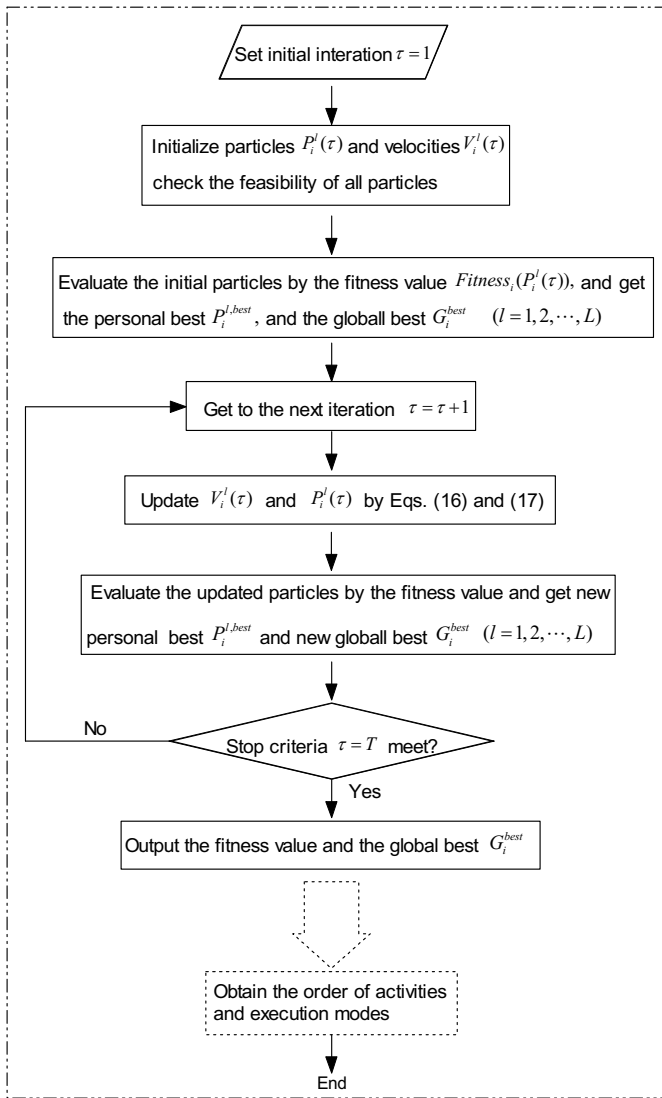 Set initial interation τ = 1
Initialize particles P_i^l(τ) and velocities V_i^l(τ)
check the feasibility of all particles
Evaluate the initial particles by the fitness value Fitness_i(P_i^l(τ)), and get
the personal best P_i^{l,best}, and the globall best G_i^{best} (l = 1, 2, ⋯, L)
Get to the next iteration τ = τ+1
Update V_i^l(τ) and P_i^l(τ) by Eqs. (16) and (17)
Evaluate the updated particles by the fitness value and get new
personal best P_i^{l,best} and new globall best G_i^{best} (l = 1, 2, ⋯, L)
No
Stop criteria τ = T meet?
Yes
Output the fitness value and the global best G_i^{best}
Obtain the order of activities
and execution modes
End